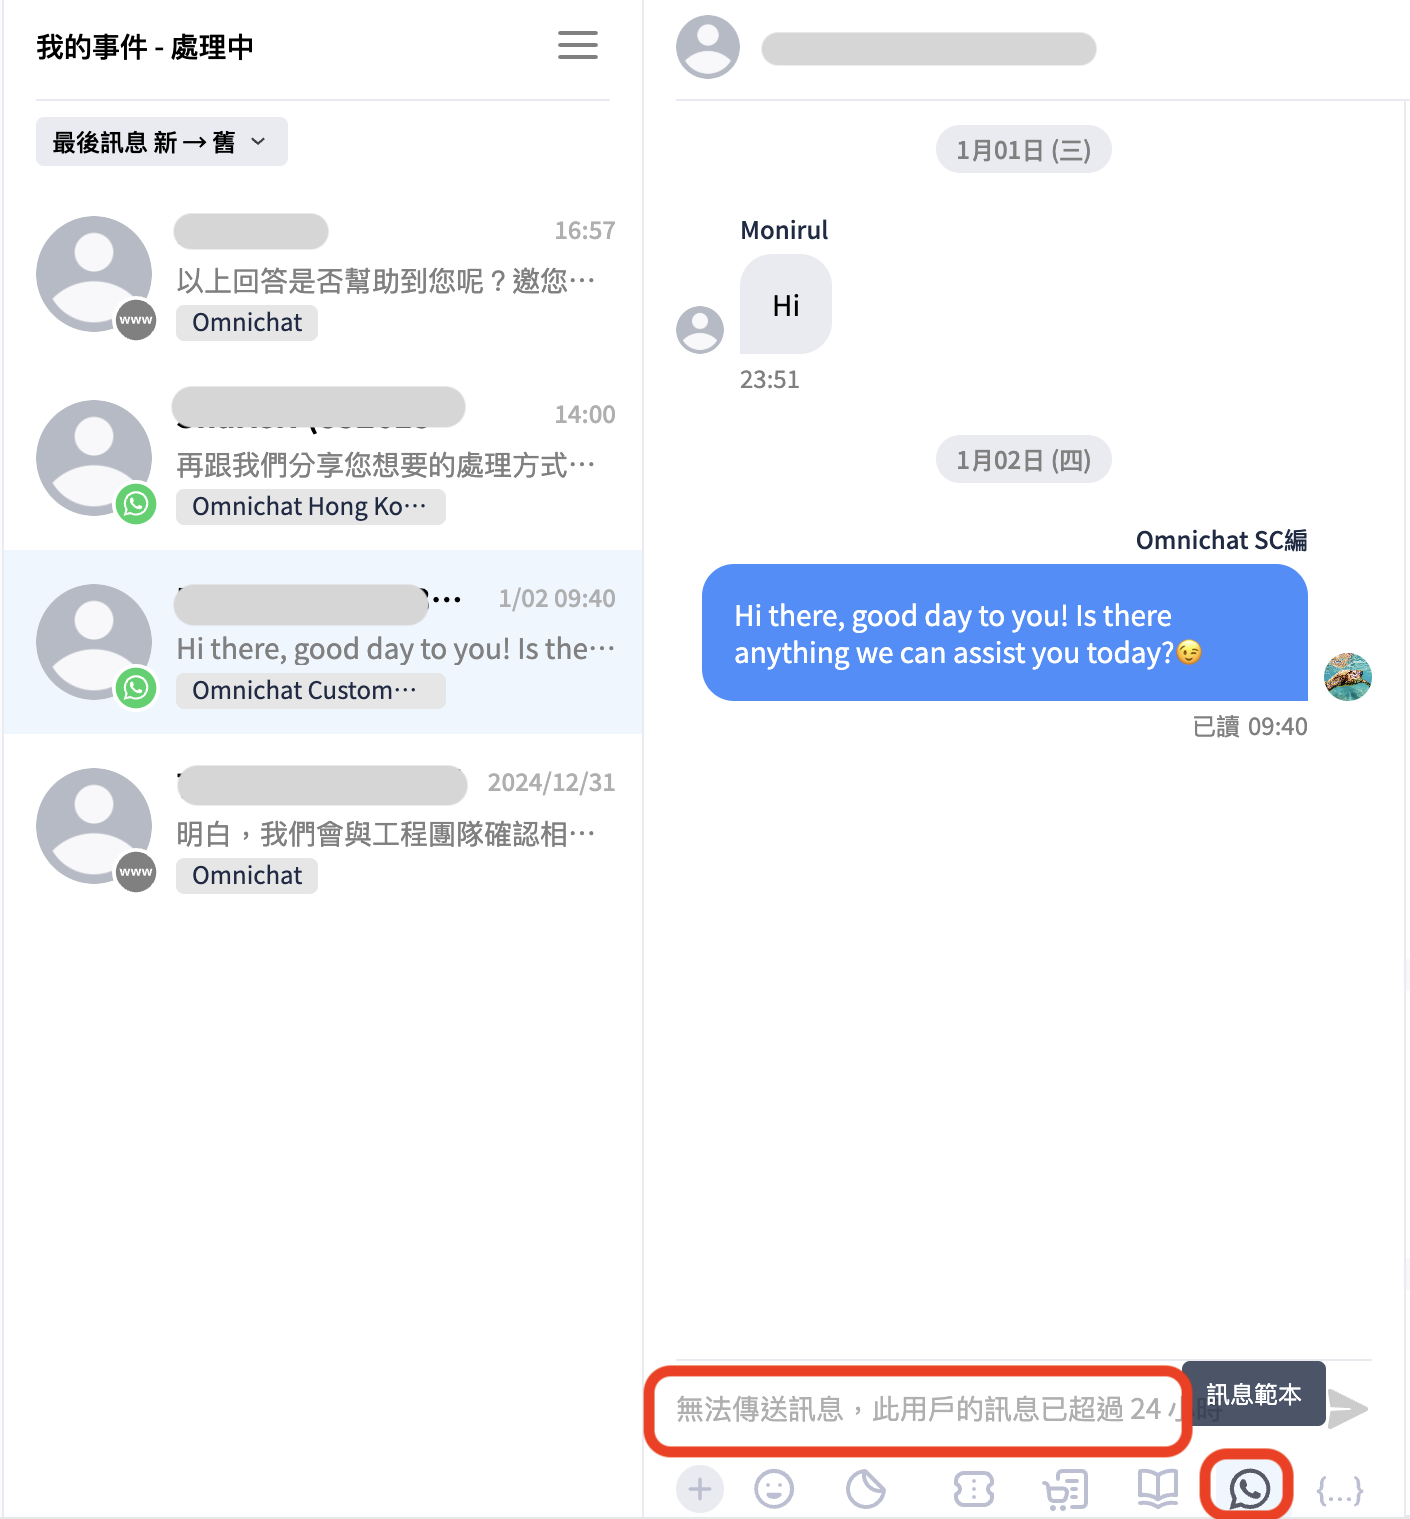 我的事件 - 處理中
最後訊息 新 → 舊
16:57
以上回答是否幫助到您呢？邀您…
www
Omnichat
14:00
再跟我們分享您想要的處理方式…
Omnichat Hong Ko…
… 1/02 09:40
Hi there, good day to you! Is the…
Omnichat Custom…
2024/12/31
明白，我們會與工程團隊確認相…
www
Omnichat
1月01日 (三)
Monirul
Hi
23:51
1月02日 (四)
Omnichat SC編
Hi there, good day to you! Is there
anything we can assist you today?😉
已讀 09:40
無法傳送訊息，此用戶的訊息已超過 24 小時
訊息範本
{...}